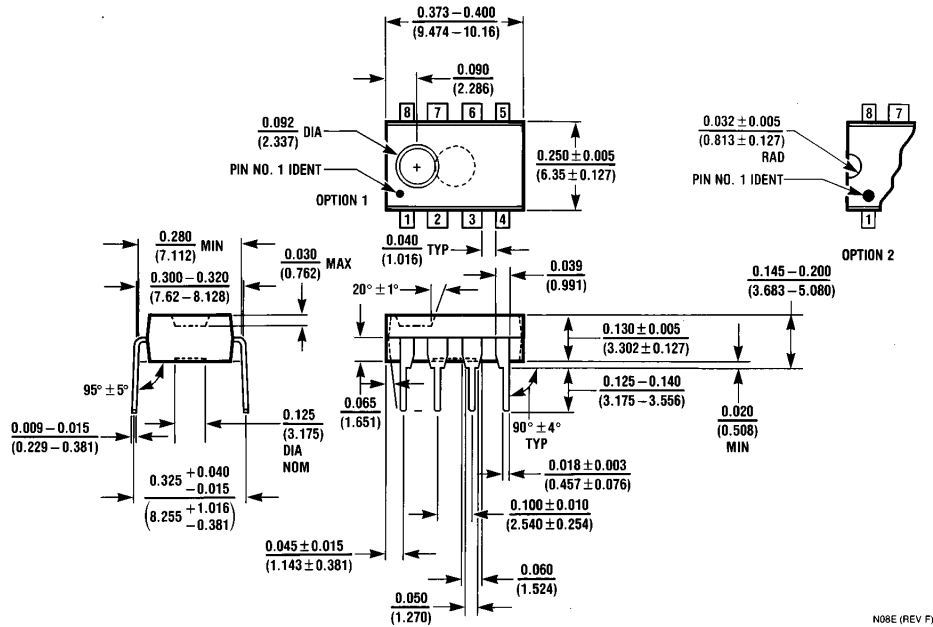 0.373 – 0.400
(9.474 – 10.16)
0.090
(2.286)
8 7 6 5
0.092 DIA
(2.337)
PIN NO. 1 IDENT
OPTION 1
+
1 2 3 4
0.250 ± 0.005
(6.35 ± 0.127)
8 7
0.032 ± 0.005
(0.813 ± 0.127)
RAD
PIN NO. 1 IDENT
1
OPTION 2
0.280 MIN
(7.112)
0.030 MAX
(0.762)
0.300 – 0.320
(7.62 – 8.128)
0.040 TYP
(1.016)
0.039
(0.991)
20° ± 1°
0.145 – 0.200
(3.683 – 5.080)
0.130 ± 0.005
(3.302 ± 0.127)
0.125 – 0.140
(3.175 – 3.556)
0.020
(0.508)
MIN
95° ± 5°
0.065
(1.651)
90° ± 4°
TYP
0.009 – 0.015
(0.229 – 0.381)
0.125
(3.175)
DIA
NOM
0.018 ± 0.003
(0.457 ± 0.076)
0.325 +0.040 -0.015
(8.255 +1.016 -0.381)
0.100 ± 0.010
(2.540 ± 0.254)
0.045 ± 0.015
(1.143 ± 0.381)
0.060
(1.524)
0.050
(1.270)
N08E (REV F)